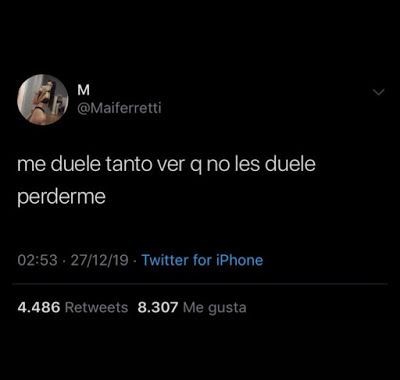 M
@Maiferretti
me duele tanto ver q no les duele
perderme
02:53 · 27/12/19 · Twitter for iPhone
4.486 Retweets 8.307 Me gusta